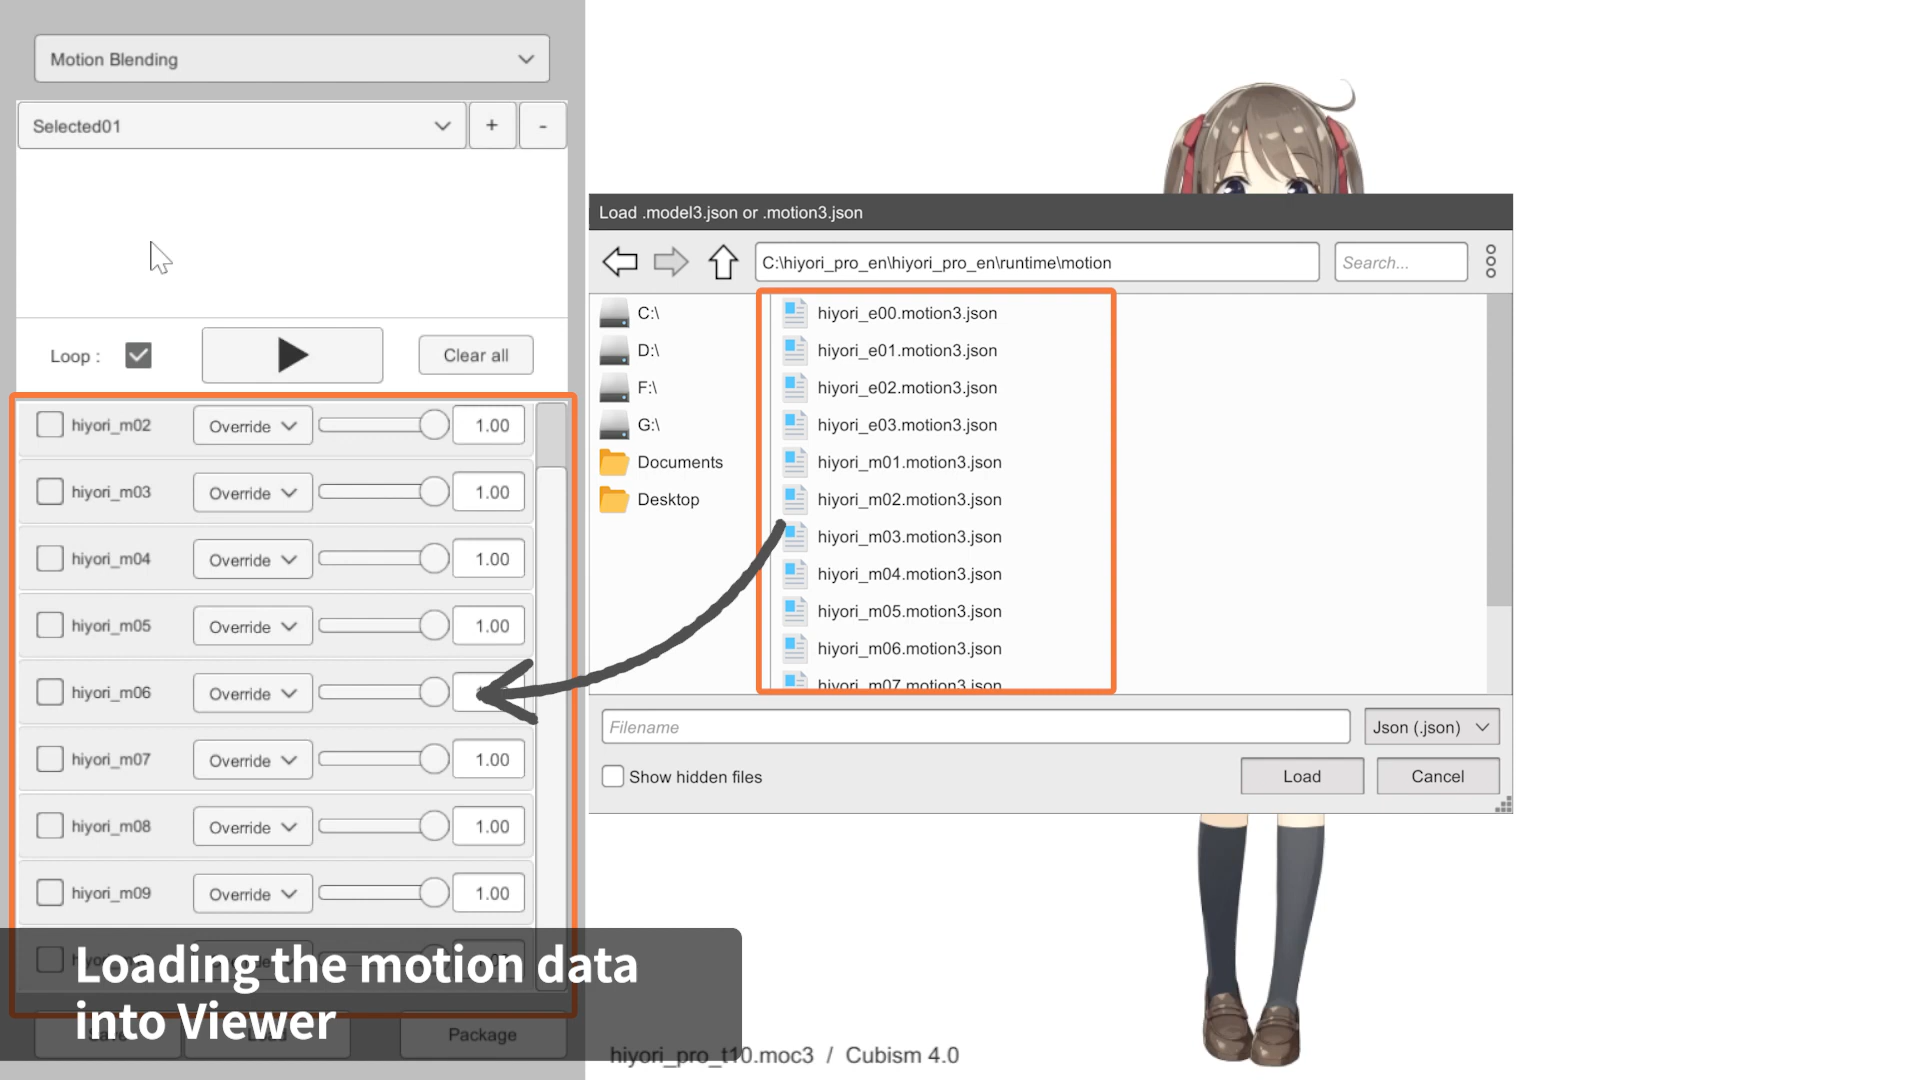 Motion Blending
Selected01
+
-
Loop :
Clear all
hiyori_m02
Override
1.00
hiyori_m03
Override
1.00
hiyori_m04
Override
1.00
hiyori_m05
Override
1.00
hiyori_m06
Override
hiyori_m07
Override
1.00
hiyori_m08
Override
1.00
hiyori_m09
Override
1.00
Loading the motion data
into Viewer
Package
Load .model3.json or .motion3.json
C:\hiyori_pro_en\hiyori_pro_en\runtime\motion
Search...
C:\
D:\
F:\
G:\
Documents
Desktop
hiyori_e00.motion3.json
hiyori_e01.motion3.json
hiyori_e02.motion3.json
hiyori_e03.motion3.json
hiyori_m01.motion3.json
hiyori_m02.motion3.json
hiyori_m03.motion3.json
hiyori_m04.motion3.json
hiyori_m05.motion3.json
hiyori_m06.motion3.json
hiyori_m07.motion3.json
Filename
Json (.json)
Show hidden files
Load
Cancel
hiyori_pro_t10.moc3 / Cubism 4.0